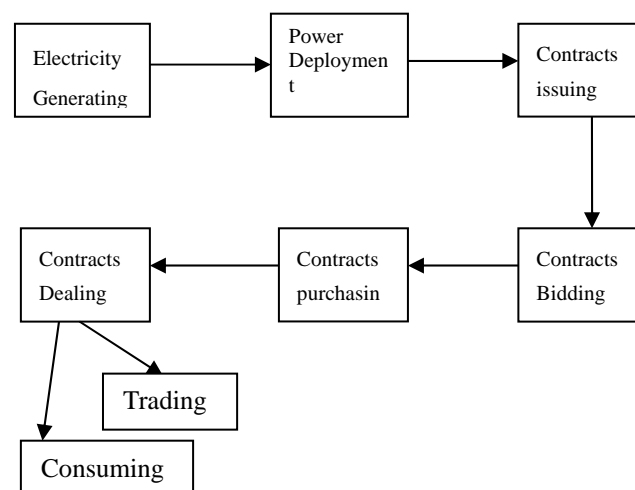 Electricity
Generating
Power
Deploymen
t
Contracts
issuing
Contracts
Dealing
Contracts
purchasin
Contracts
Bidding
Trading
Consuming